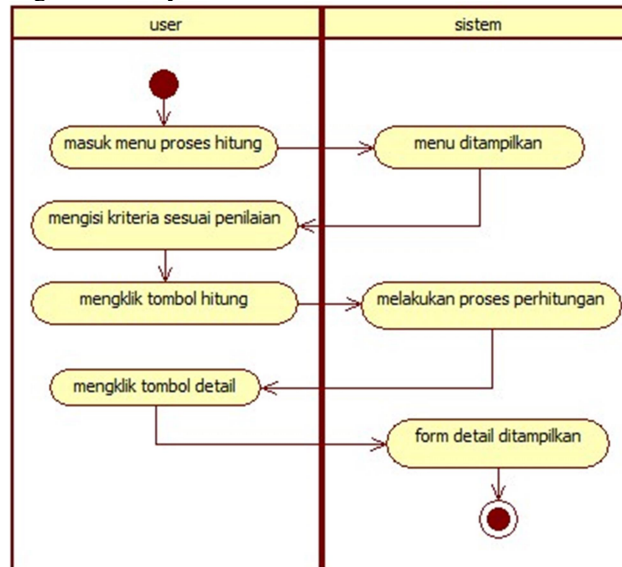 user
sistem
masuk menu proses hitung
menu ditampilkan
mengisi kriteria sesuai penilaian
mengklik tombol hitung
melakukan proses perhitungan
mengklik tombol detail
form detail ditampilkan